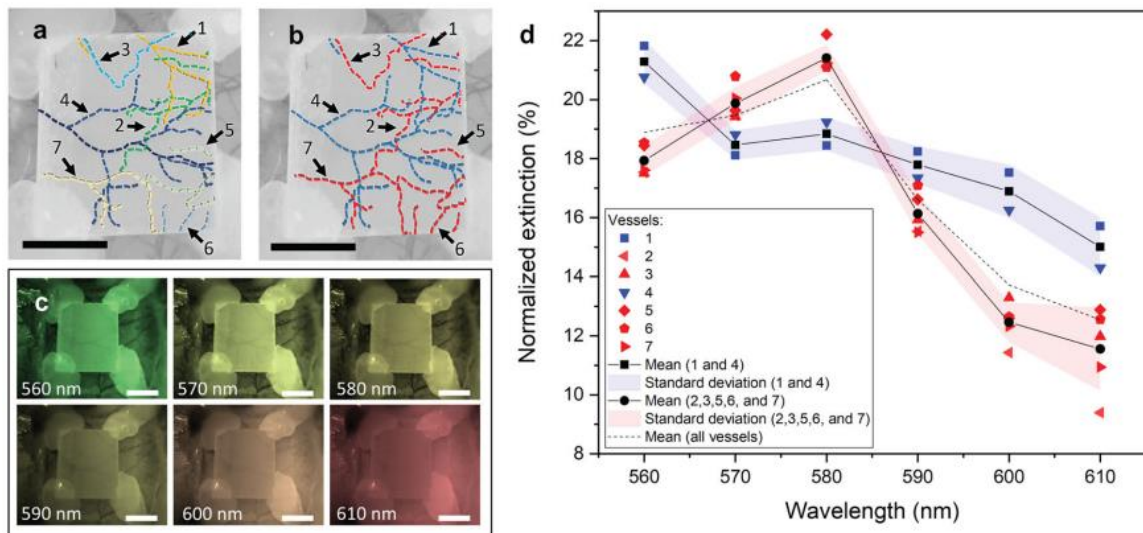 a
1
3
4
2
5
7
6
b
1
3
4
2
5
7
6
c
560 nm
570 nm
580 nm
590 nm
600 nm
610 nm
d
Normalized extinction (%)
22
20
18
16
14
12
10
8
Vessels:
1
2
3
4
5
6
7
Mean (1 and 4)
Standard deviation (1 and 4)
Mean (2,3,5,6, and 7)
Standard deviation (2,3,5,6, and 7)
Mean (all vessels)
560 570 580 590 600 610
Wavelength (nm)